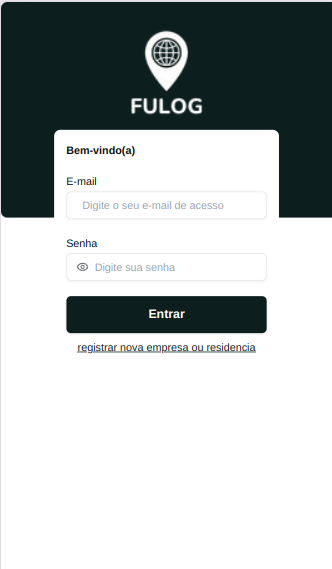 FULOG
Bem-vindo(a)
E-mail
Digite o seu e-mail de acesso
Senha
Digite sua senha
Entrar
registrar nova empresa ou residencia